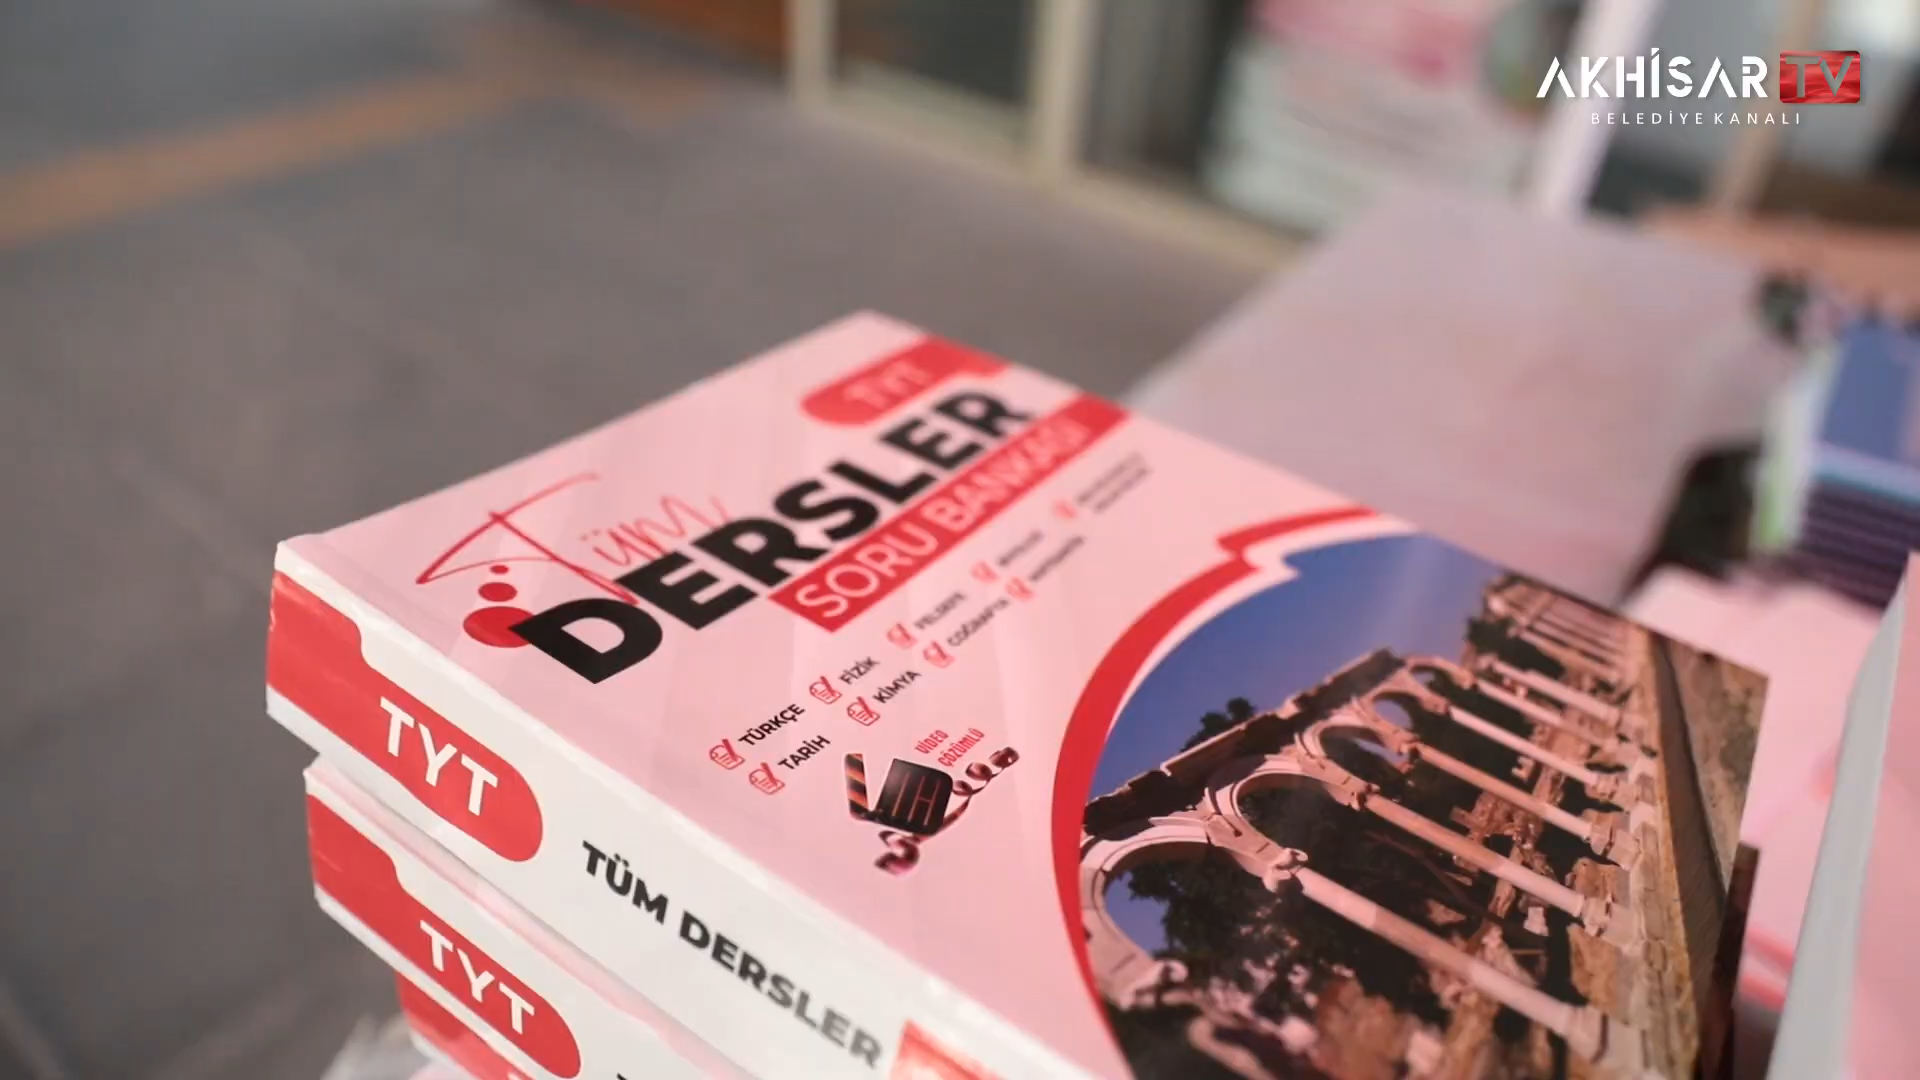 AKHİSAR TV
BELEDİYE KANALI
TYT
Tüm
DERSLER
SORU BANKASI
TÜRKÇE
FİZİK
FELSEFE
TARİH
KİMYA
COĞRAFYA
VİDEO
ÇÖZÜMLÜ
TYT
TÜM DERSLER
TYT